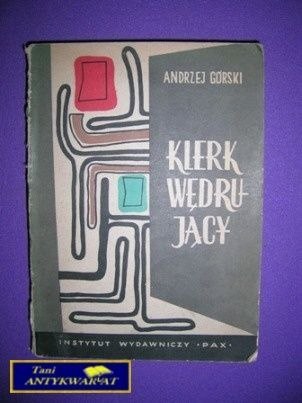 ANDRZEJ GÓRSKI
KLERK
WĘDRU
JĄCY
INSTYTUT WYDAWNICZY •PAX•
Tani
ANTYKWARIAT